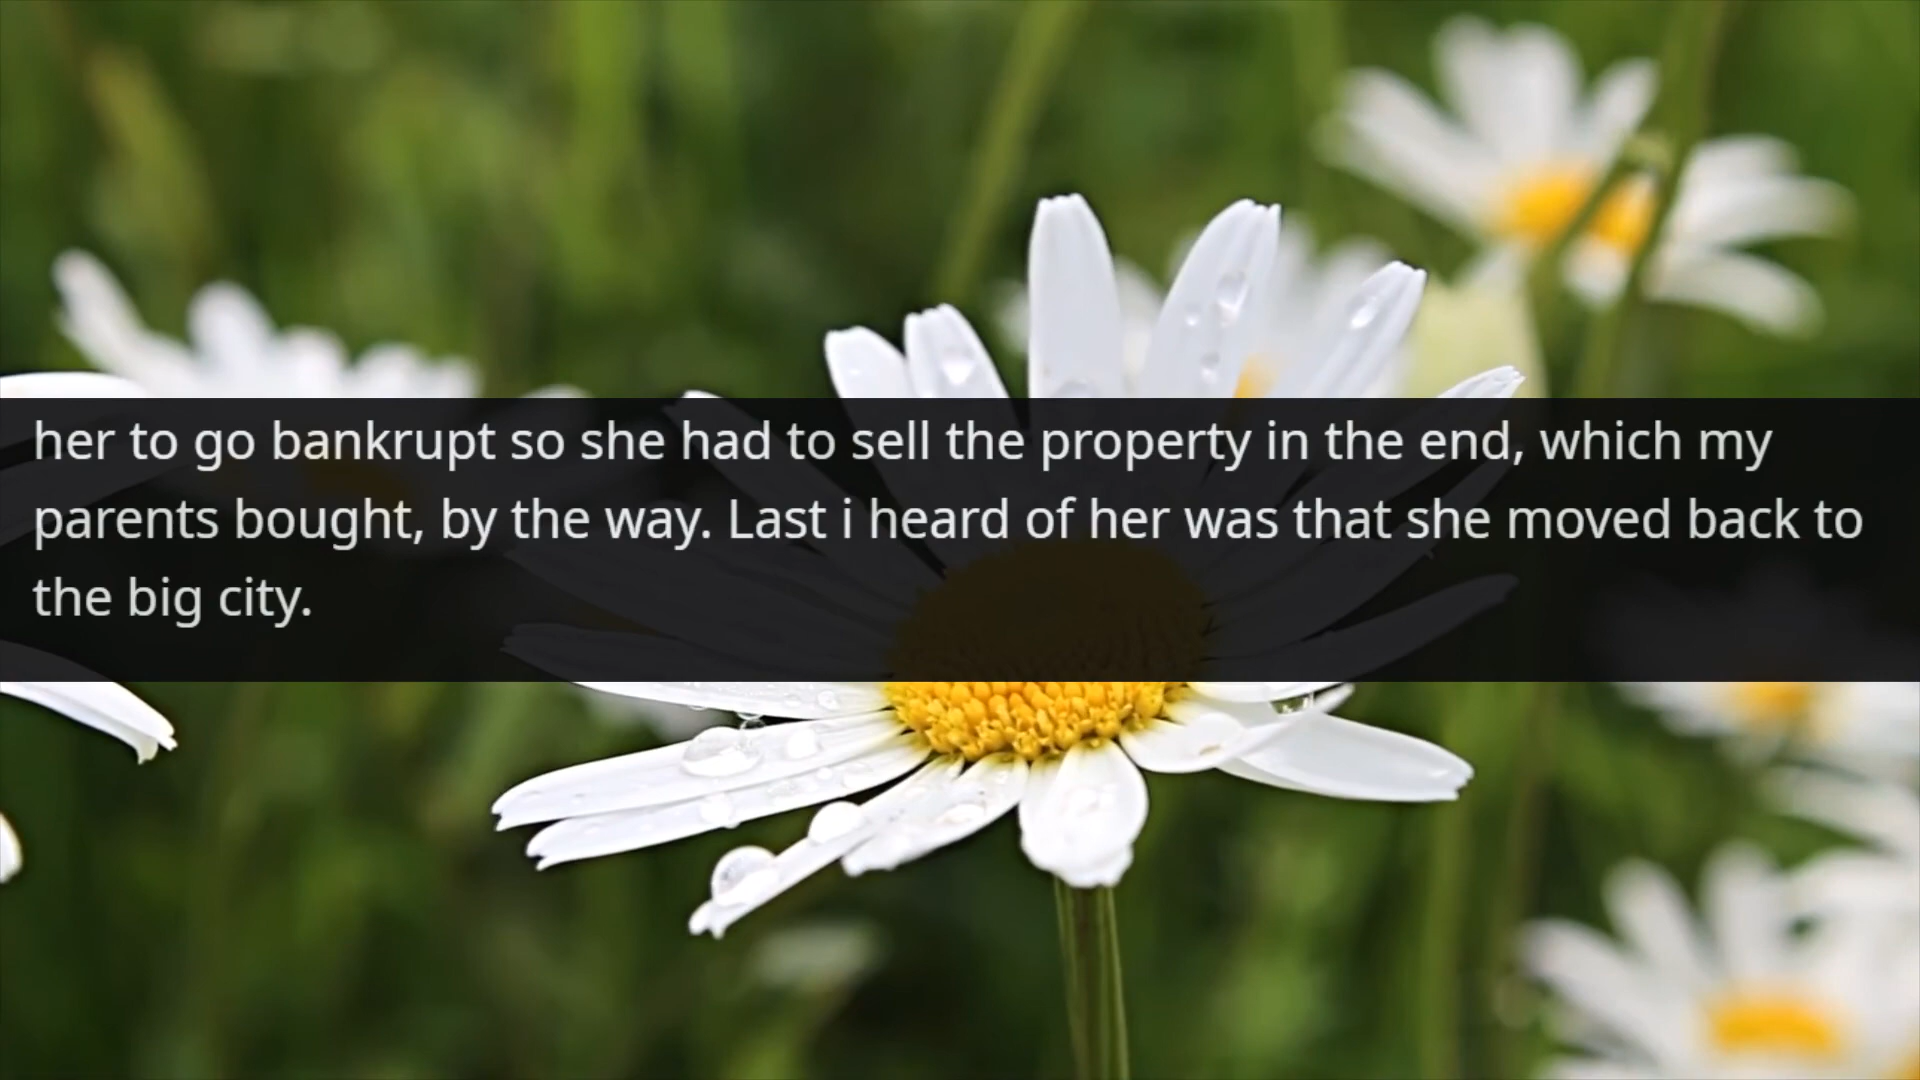 her to go bankrupt so she had to sell the property in the end, which my
parents bought, by the way. Last i heard of her was that she moved back to
the big city.